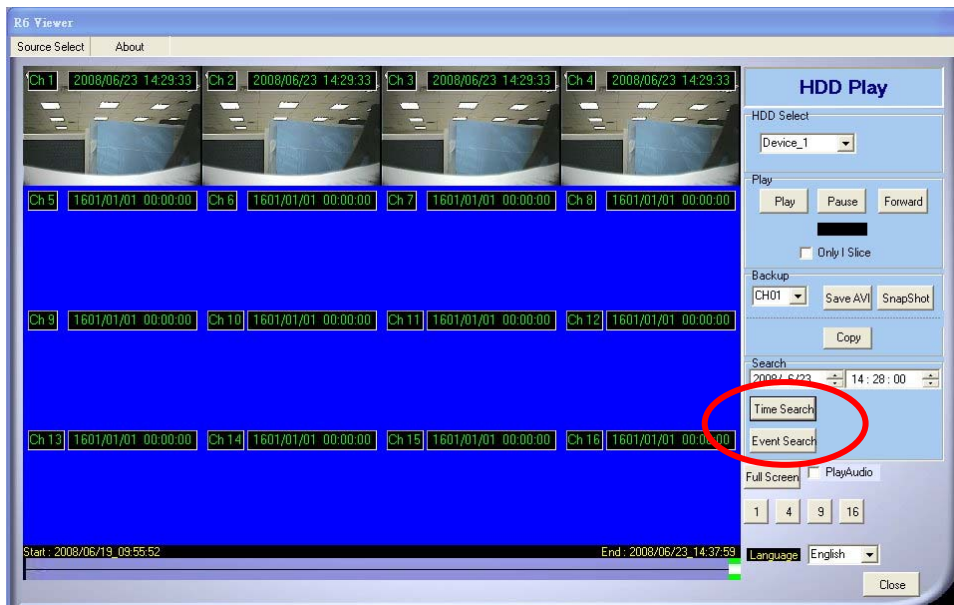 R6 Viewer
Source Select About
Ch 1 2008/06/23 14:29:33 Ch 2 2008/06/23 14:29:33 Ch 3 2008/06/23 14:29:33 Ch 4 2008/06/23 14:29:33
Ch 5 1601/01/01 00:00:00 Ch 6 1601/01/01 00:00:00 Ch 7 1601/01/01 00:00:00 Ch 8 1601/01/01 00:00:00
Ch 9 1601/01/01 00:00:00 Ch 10 1601/01/01 00:00:00 Ch 11 1601/01/01 00:00:00 Ch 12 1601/01/01 00:00:00
Ch 13 1601/01/01 00:00:00 Ch 14 1601/01/01 00:00:00 Ch 15 1601/01/01 00:00:00 Ch 16 1601/01/01 00:00:00
Start : 2008/06/19_09:55:52 End : 2008/06/23_14:37:59
HDD Play
HDD Select
Device_1
Play
Play Pause Forward
Only I Slice
Backup
CH01 Save AVI SnapShot
Copy
Search
2008/ 6/23 14 : 28 : 00
Time Search
Event Search
Full Screen PlayAudio
1 4 9 16
Language English
Close